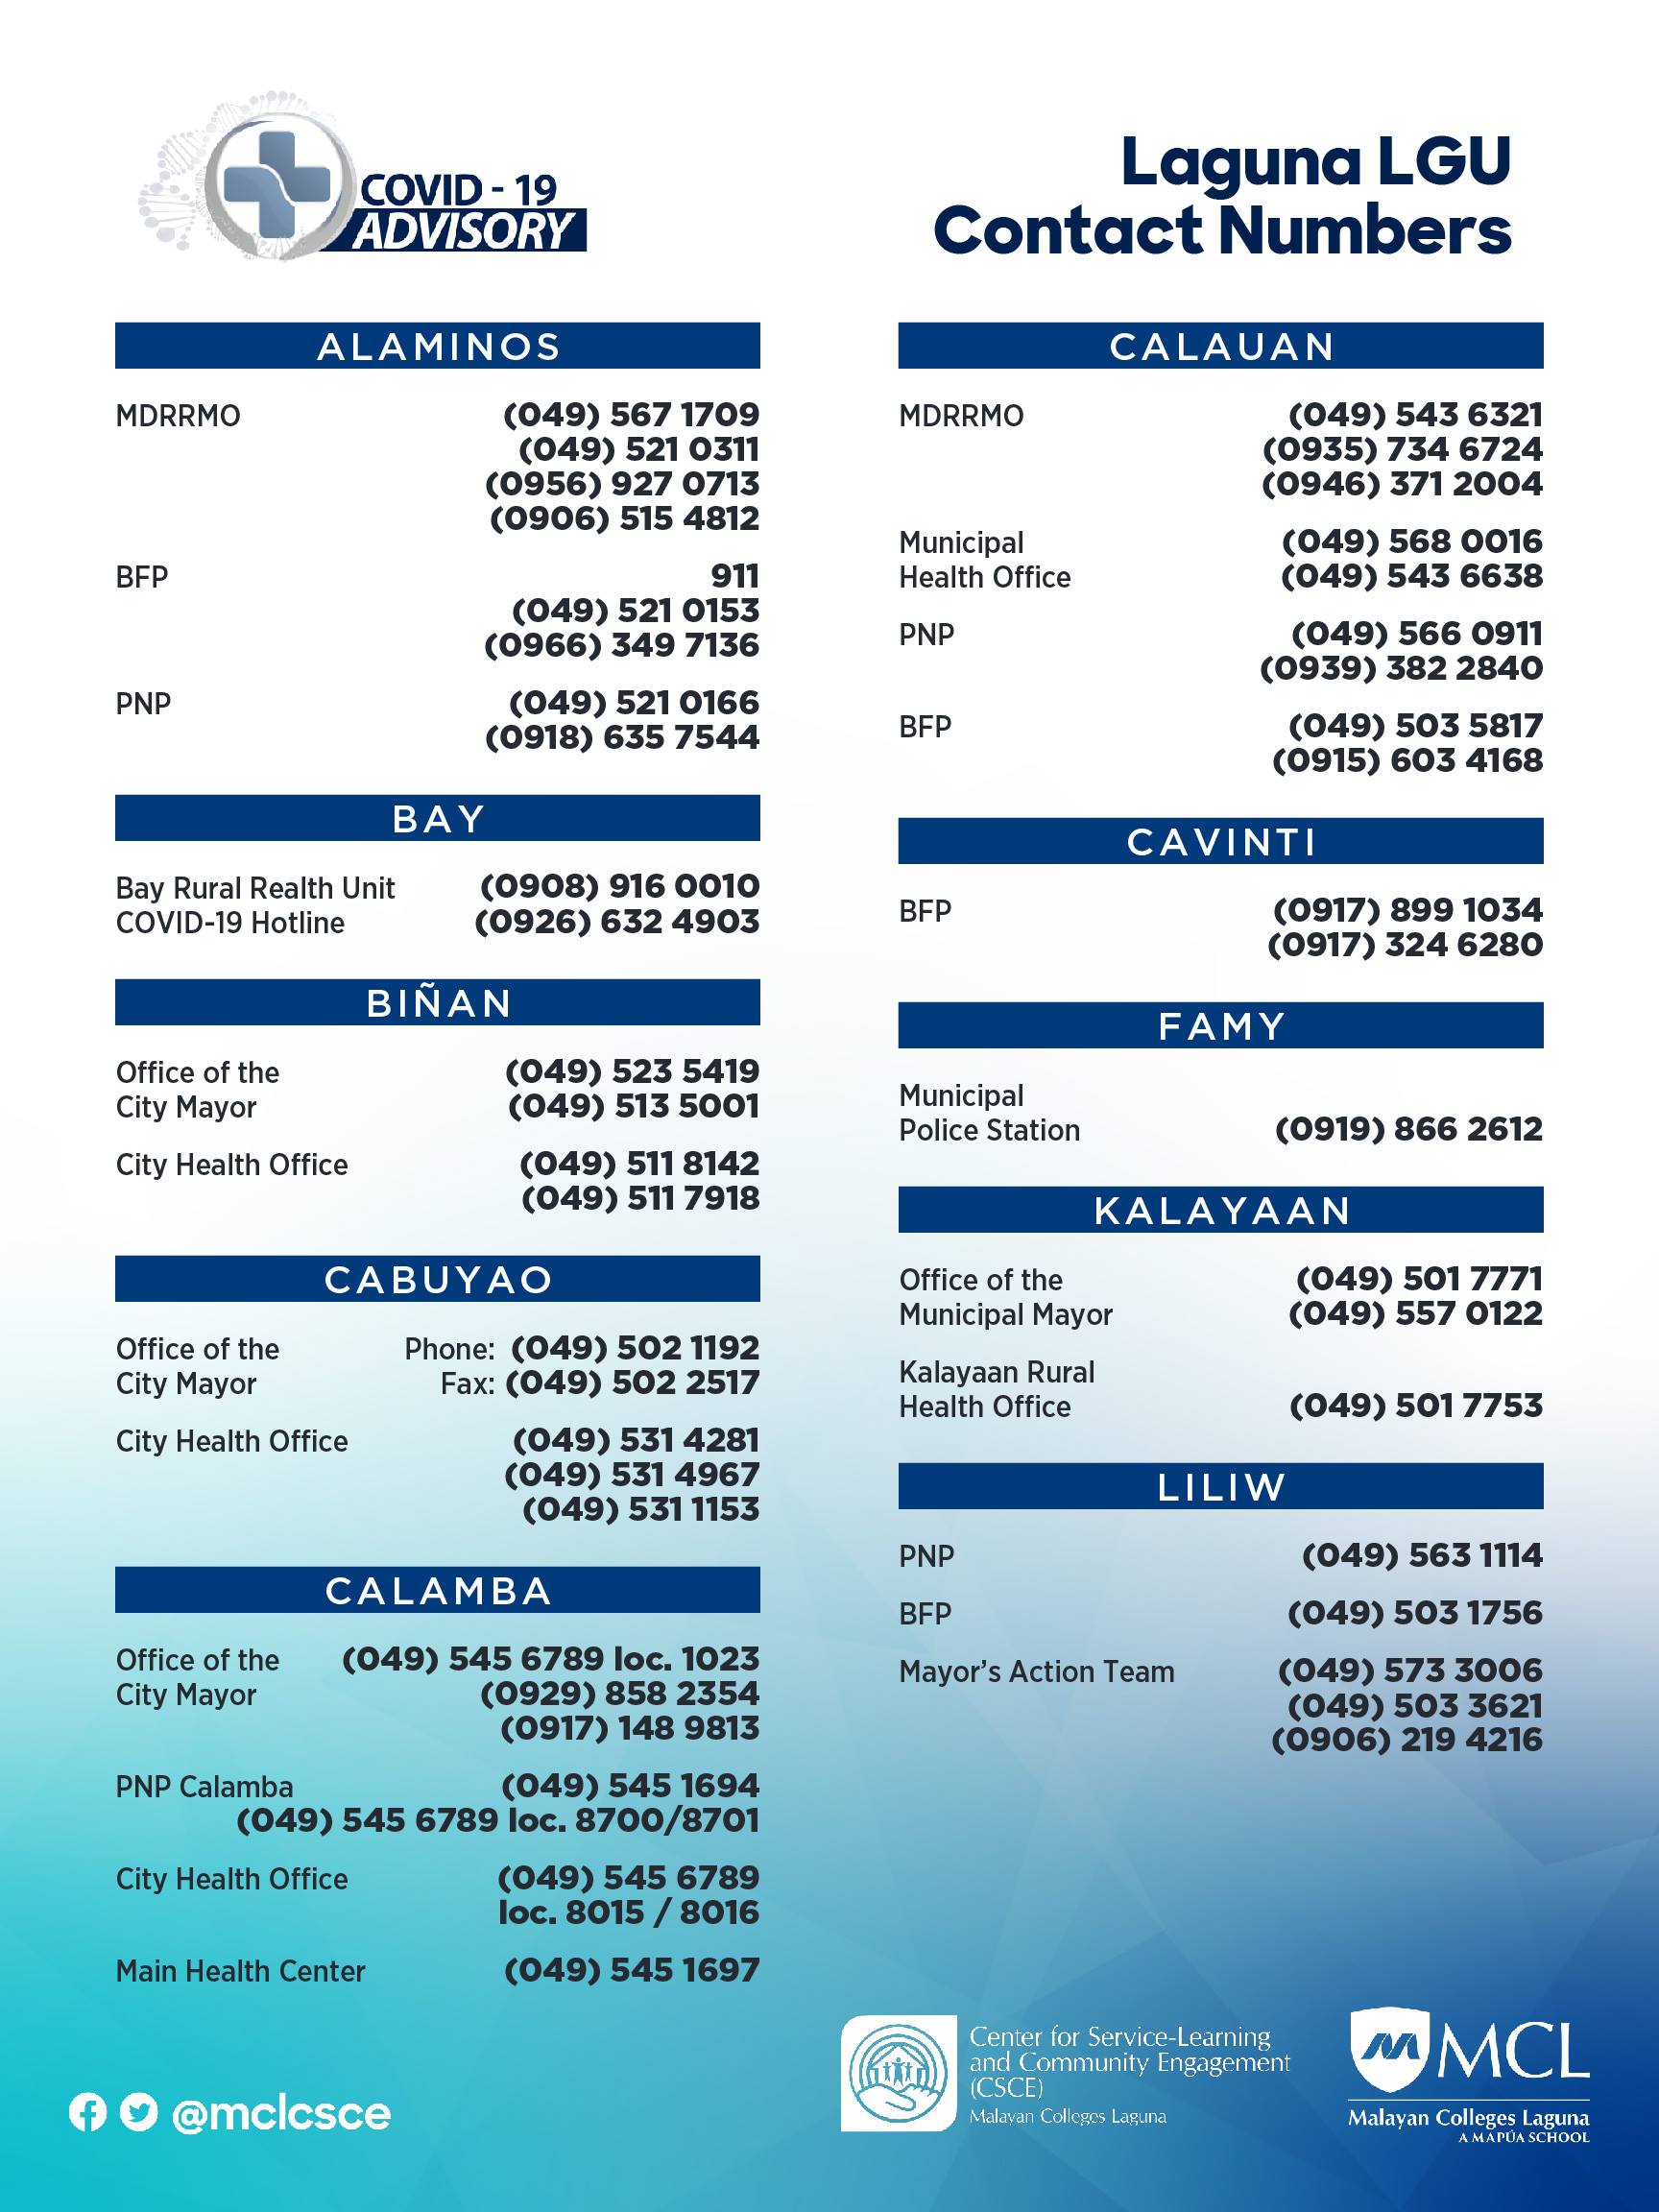 COVID - 19
ADVISORY
Laguna LGU
Contact Numbers
ALAMINOS
MDRRMO (049) 567 1709
(049) 521 0311
(0956) 927 0713
(0906) 515 4812
BFP 911
(049) 521 0153
(0966) 349 7136
PNP (049) 521 0166
(0918) 635 7544
BAY
Bay Rural Realth Unit (0908) 916 0010
COVID-19 Hotline (0926) 632 4903
BIÑAN
Office of the (049) 523 5419
City Mayor (049) 513 5001
City Health Office (049) 511 8142
(049) 511 7918
CABUYAO
Office of the Phone: (049) 502 1192
City Mayor Fax: (049) 502 2517
City Health Office (049) 531 4281
(049) 531 4967
(049) 531 1153
CALAMBA
Office of the (049) 545 6789 loc. 1023
City Mayor (0929) 858 2354
(0917) 148 9813
PNP Calamba (049) 545 1694
(049) 545 6789 loc. 8700/8701
City Health Office (049) 545 6789
loc. 8015 / 8016
Main Health Center (049) 545 1697
CALAUAN
MDRRMO (049) 543 6321
(0935) 734 6724
(0946) 371 2004
Municipal (049) 568 0016
Health Office (049) 543 6638
PNP (049) 566 0911
(0939) 382 2840
BFP (049) 503 5817
(0915) 603 4168
CAVINTI
BFP (0917) 899 1034
(0917) 324 6280
FAMY
Municipal
Police Station (0919) 866 2612
KALAYAAN
Office of the (049) 501 7771
Municipal Mayor (049) 557 0122
Kalayaan Rural
Health Office (049) 501 7753
LILIW
PNP (049) 563 1114
BFP (049) 503 1756
Mayor's Action Team (049) 573 3006
(049) 503 3621
(0906) 219 4216
@mclcsce
Center for Service-Learning
and Community Engagement
(CSCE)
Malayan Colleges Laguna
MCL
Malayan Colleges Laguna
A MAPÚA SCHOOL